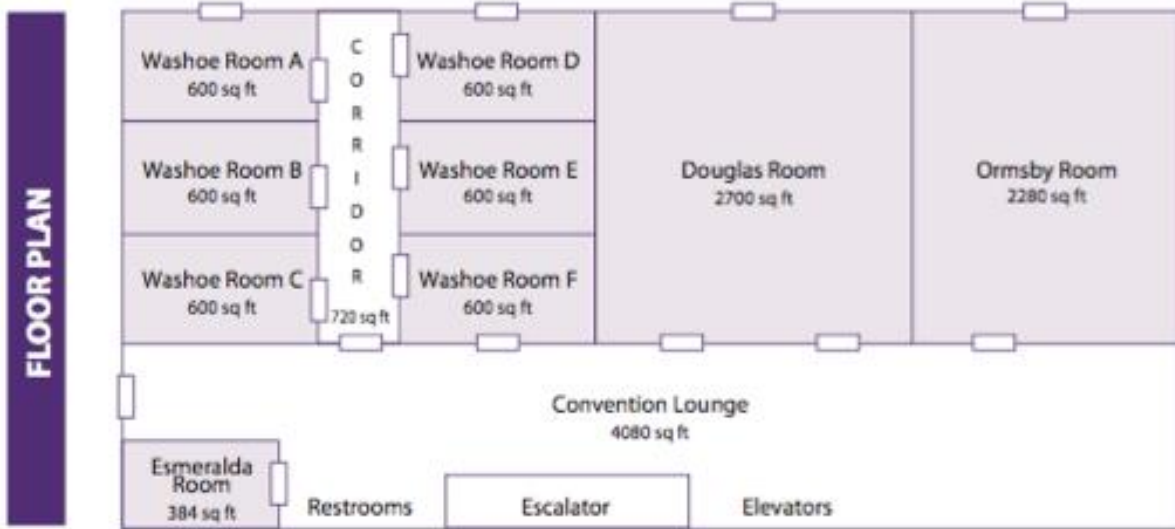 FLOOR PLAN
Washoe Room A
600 sq ft
Washoe Room B
600 sq ft
Washoe Room C
600 sq ft
CORRIDOR
720 sq ft
Washoe Room D
600 sq ft
Washoe Room E
600 sq ft
Washoe Room F
600 sq ft
Douglas Room
2700 sq ft
Ormsby Room
2280 sq ft
Convention Lounge
4080 sq ft
Esmeralda
Room
384 sq ft
Restrooms
Escalator
Elevators